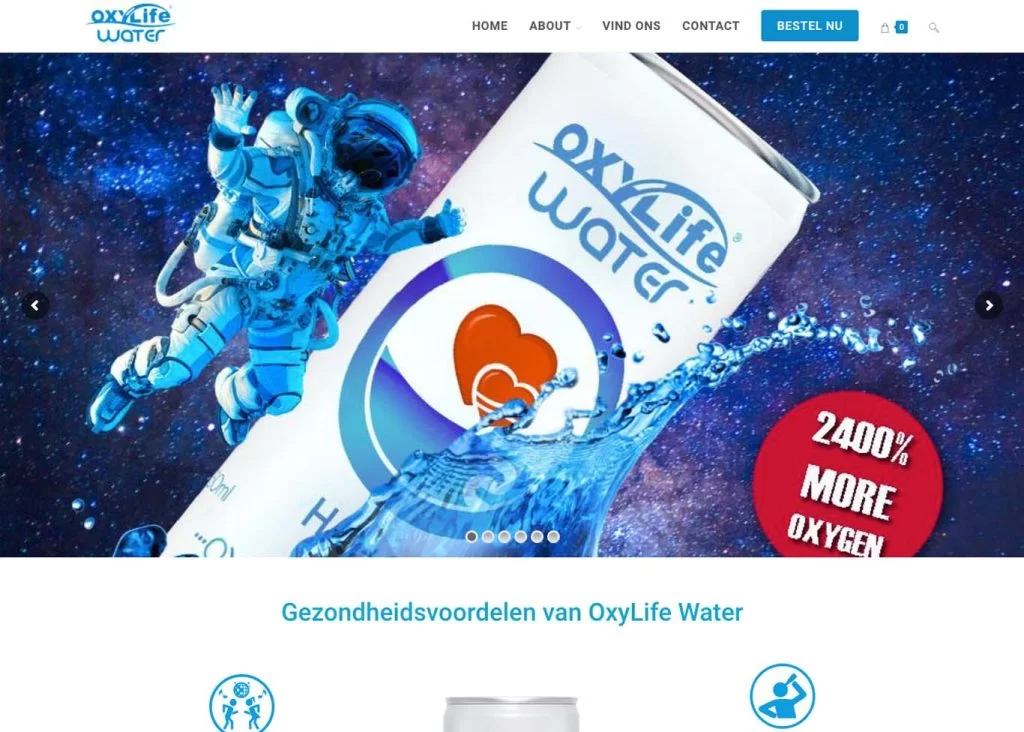 OXYLife
WATER
HOME
ABOUT
VIND ONS
CONTACT
BESTEL NU
0
OXYLife
WATER
2400%
MORE
OXYGEN
Gezondheidsvoordelen van OxyLife Water